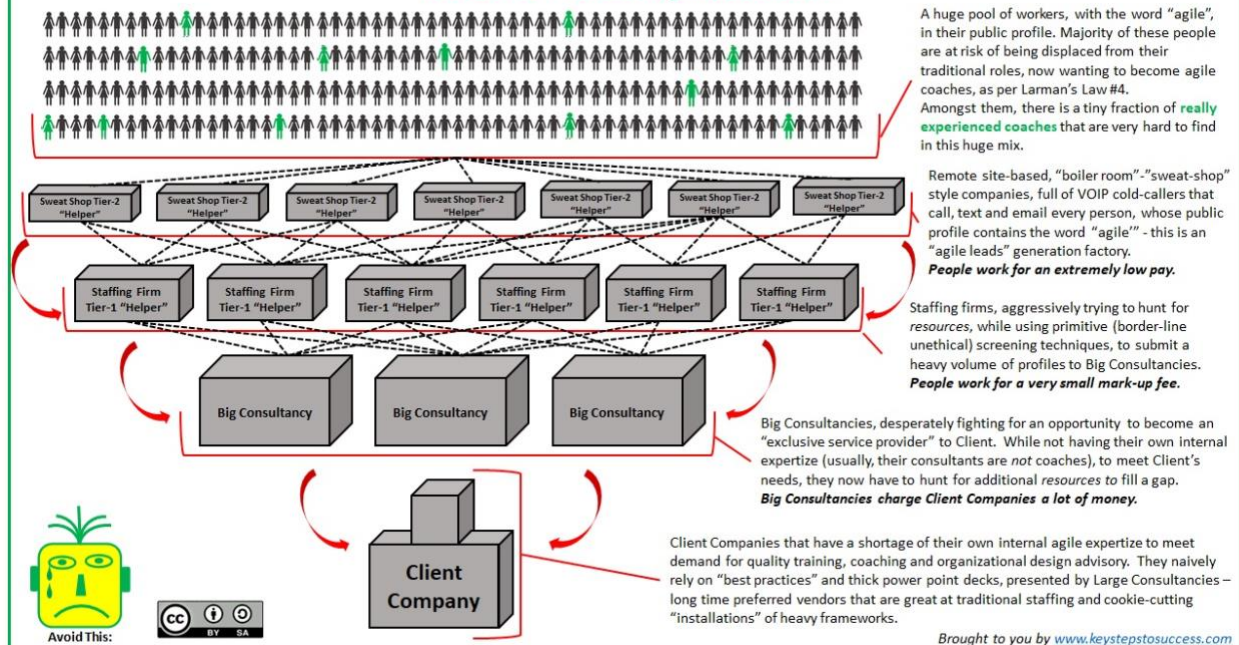 A huge pool of workers, with the word “agile”,
in their public profile. Majority of these people
are at risk of being displaced from their
traditional roles, now wanting to become agile
coaches, as per Larman’s Law #4.
Amongst them, there is a tiny fraction of really
experienced coaches that are very hard to find
in this huge mix.
Sweat Shop Tier-2
“Helper”
Sweat Shop Tier-2
“Helper”
Sweat Shop Tier-2
“Helper”
Sweat Shop Tier-2
“Helper”
Sweat Shop Tier-2
“Helper”
Sweat Shop Tier-2
“Helper”
Sweat Shop Tier-2
“Helper”
Remote site-based, “boiler room”-”sweat-shop”
style companies, full of VOIP cold-callers that
call, text and email every person, whose public
profile contains the word “agile’” - this is an
“agile leads” generation factory.
People work for an extremely low pay.
Staffing Firm
Tier-1 “Helper”
Staffing Firm
Tier-1 “Helper”
Staffing Firm
Tier-1 “Helper”
Staffing Firm
Tier-1 “Helper”
Staffing Firm
Tier-1 “Helper”
Staffing Firm
Tier-1 “Helper”
Staffing firms, aggressively trying to hunt for
resources, while using primitive (border-line
unethical) screening techniques, to submit a
heavy volume of profiles to Big Consultancies.
People work for a very small mark-up fee.
Big Consultancy
Big Consultancy
Big Consultancy
Big Consultancies, desperately fighting for an opportunity to become an
“exclusive service provider” to Client. While not having their own internal
expertize (usually, their consultants are not coaches), to meet Client’s
needs, they now have to hunt for additional resources to fill a gap.
Big Consultancies charge Client Companies a lot of money.
Client
Company
Client Companies that have a shortage of their own internal agile expertize to meet
demand for quality training, coaching and organizational design advisory. They naively
rely on “best practices” and thick power point decks, presented by Large Consultancies –
long time preferred vendors that are great at traditional staffing and cookie-cutting
“installations” of heavy frameworks.
Avoid This:
cc
BY SA
Brought to you by www.keystepstosuccess.com